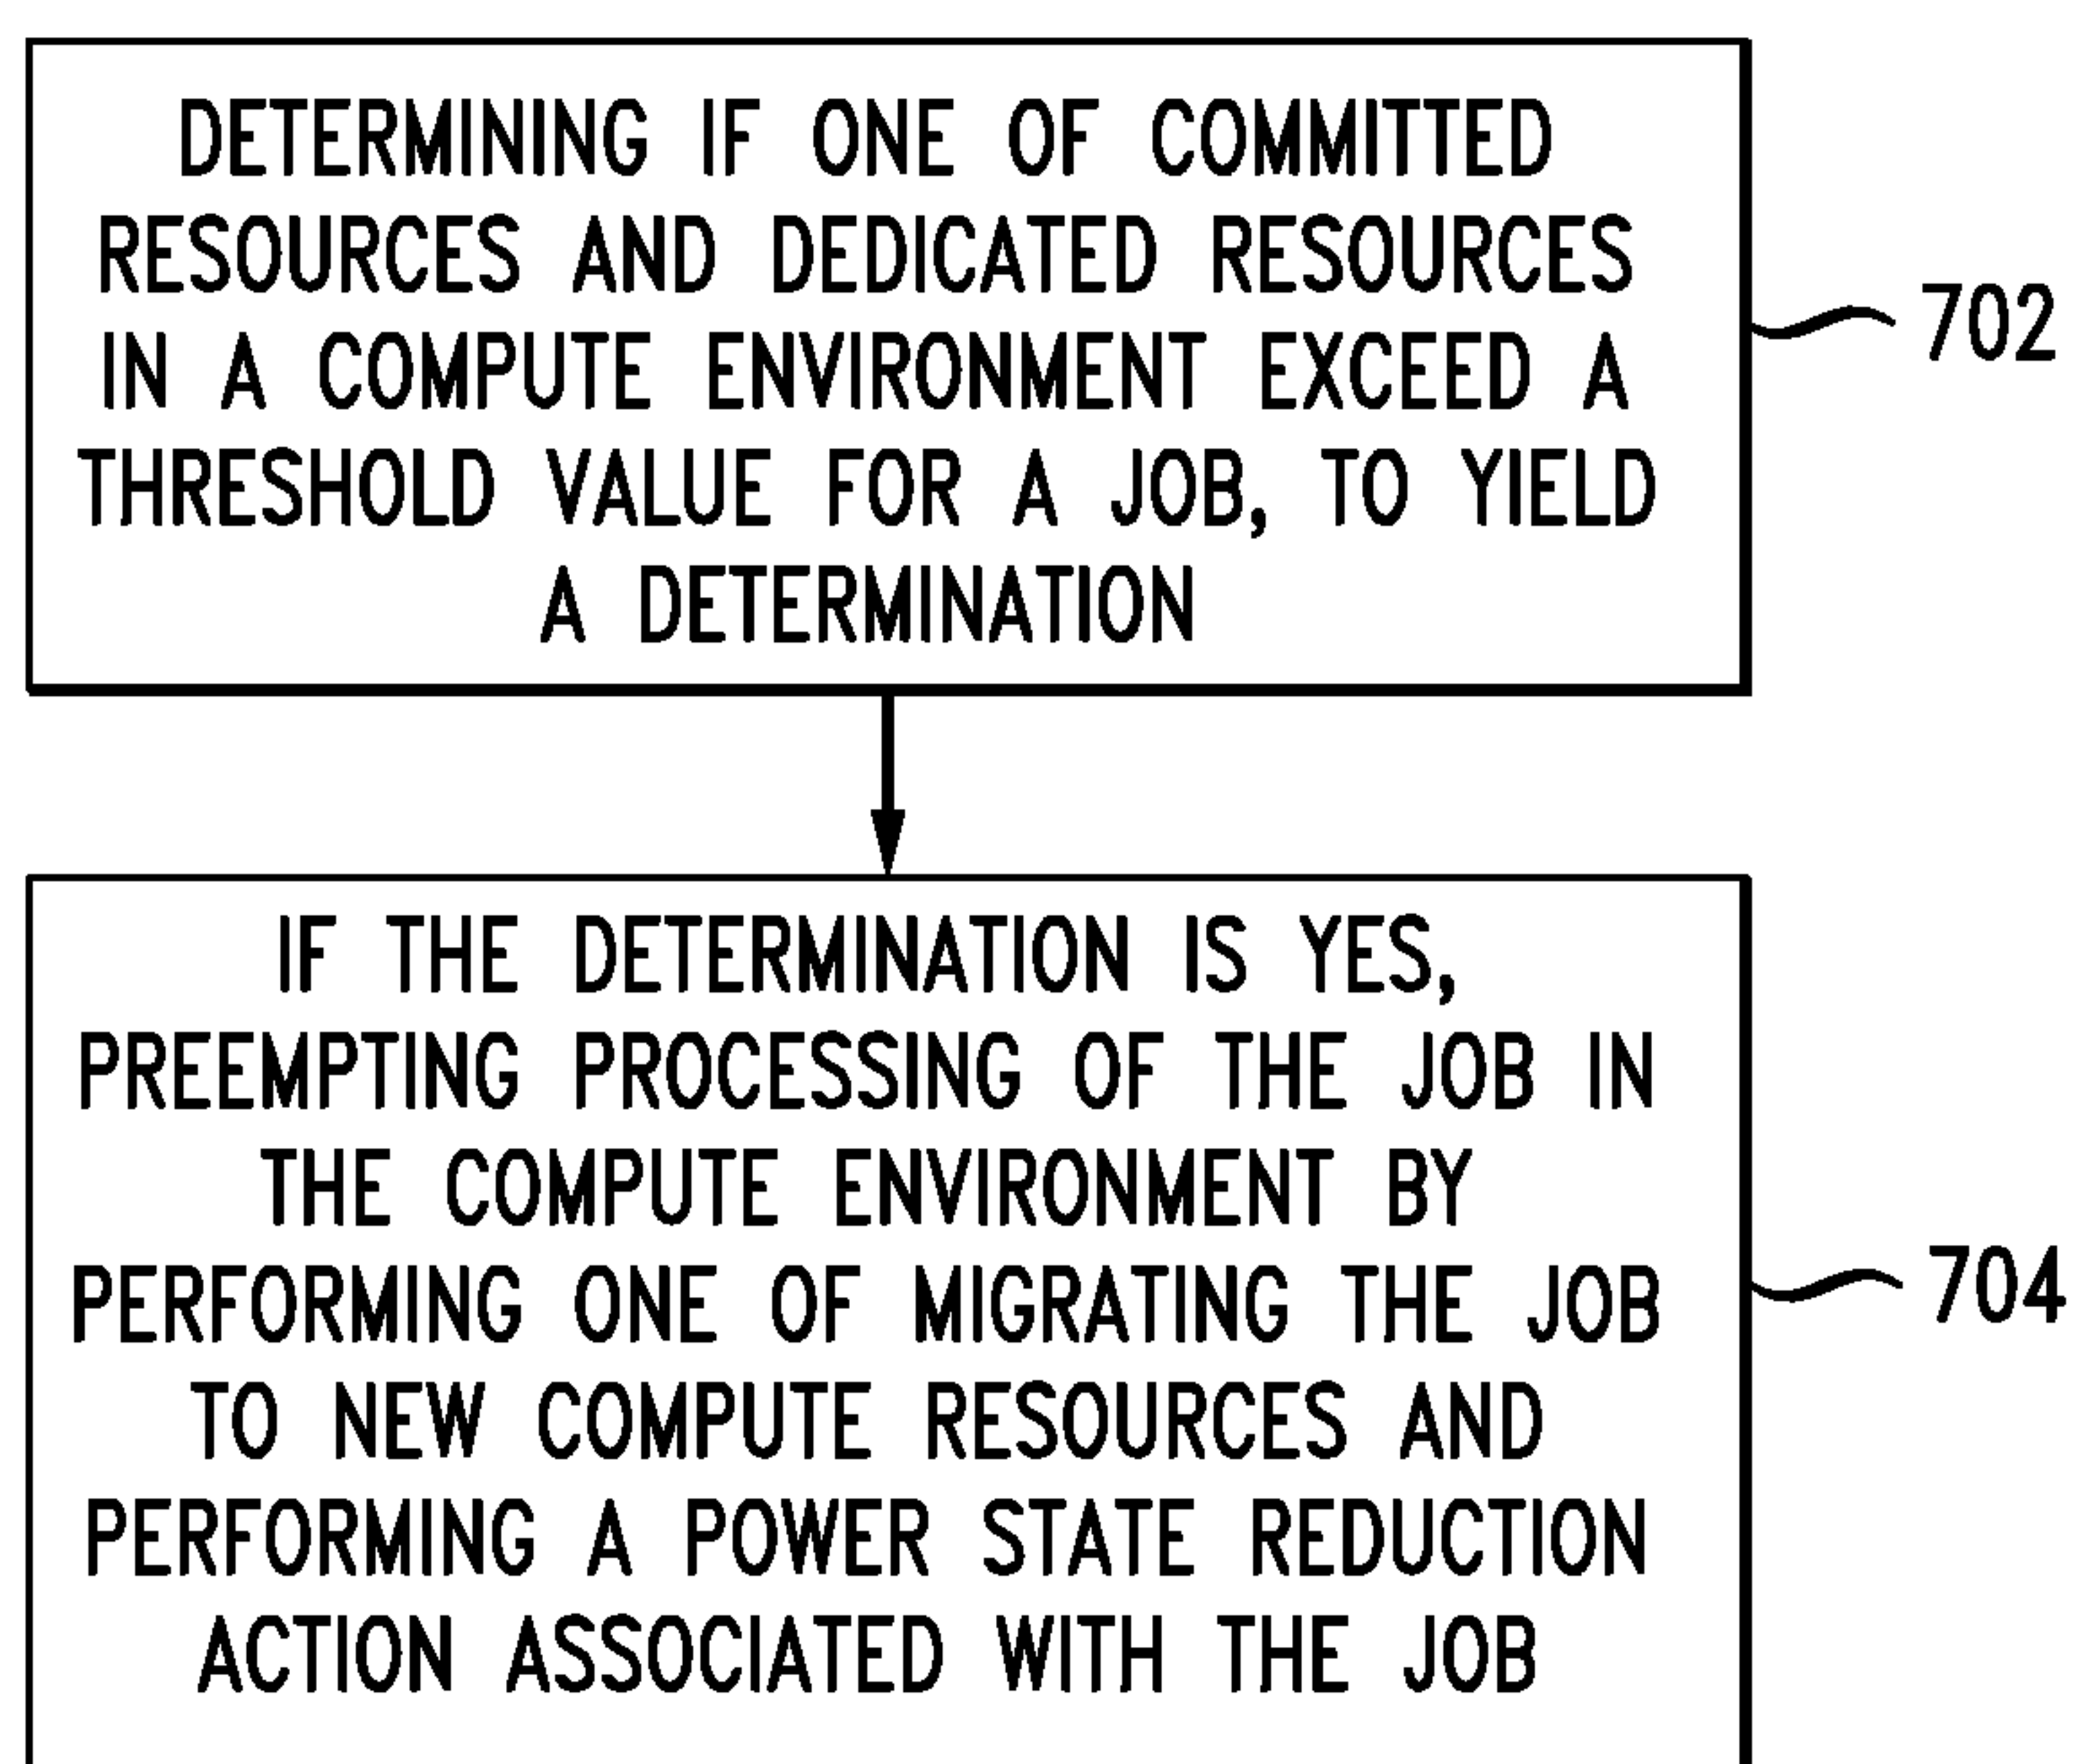 DETERMINING IF ONE OF COMMITTED
RESOURCES AND DEDICATED RESOURCES
IN A COMPUTE ENVIRONMENT EXCEED A
THRESHOLD VALUE FOR A JOB, TO YIELD
A DETERMINATION
702
IF THE DETERMINATION IS YES,
PREEMPTING PROCESSING OF THE JOB IN
THE COMPUTE ENVIRONMENT BY
PERFORMING ONE OF MIGRATING THE JOB
TO NEW COMPUTE RESOURCES AND
PERFORMING A POWER STATE REDUCTION
ACTION ASSOCIATED WITH THE JOB
704